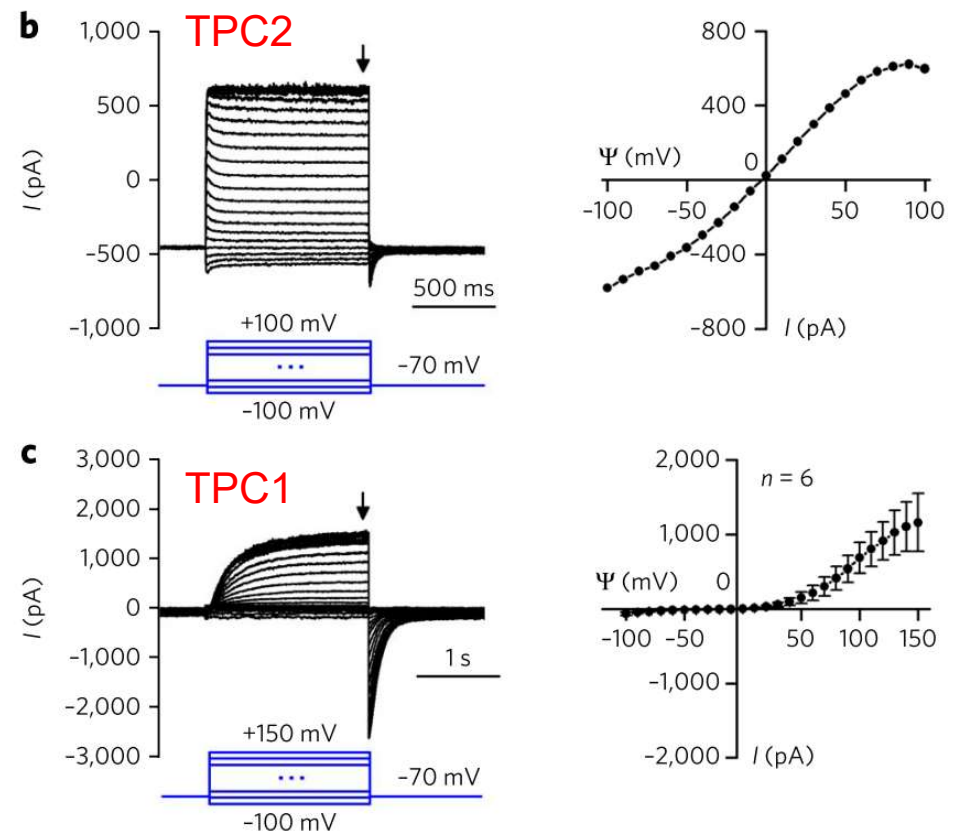 b
TPC2
1,000
500
0
–500
–1,000
I (pA)
500 ms
+100 mV
–70 mV
–100 mV
800
400
Ψ (mV)
0
–100
–50
50
100
–400
–800
I (pA)
c
TPC1
3,000
2,000
1,000
0
–1,000
–2,000
–3,000
I (pA)
1 s
+150 mV
–70 mV
–100 mV
2,000
n = 6
1,000
Ψ (mV)
0
–100
–50
50
100
150
–1,000
–2,000
I (pA)